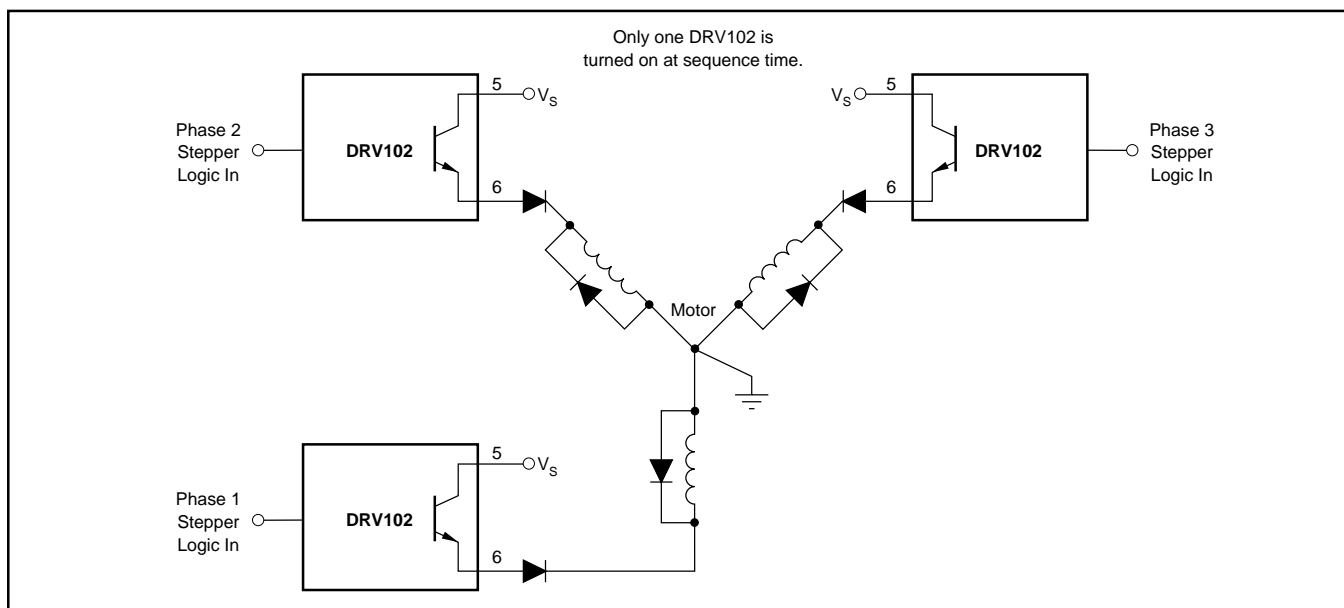 Only one DRV102 is
turned on at sequence time.
5
V_S
Phase 2
Stepper
Logic In
DRV102
6
V_S
5
DRV102
6
Phase 3
Stepper
Logic In
Motor
5
V_S
Phase 1
Stepper
Logic In
DRV102
6